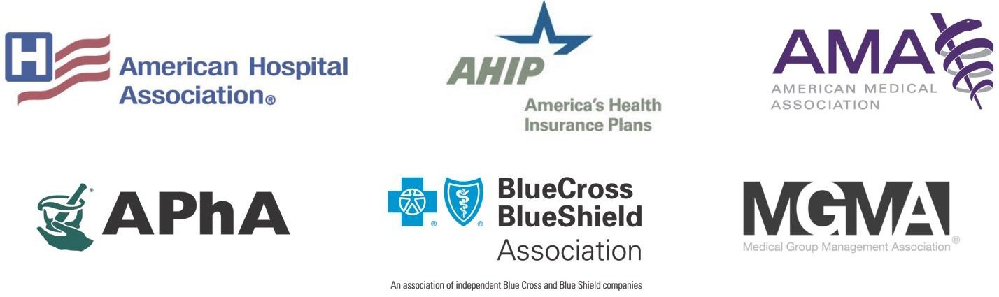 H
American Hospital
Association®
AHIP
America's Health
Insurance Plans
AMA
AMERICAN MEDICAL
ASSOCIATION
® APhA
® ® BlueCross
BlueShield
Association
An association of independent Blue Cross and Blue Shield companies
MGMA
Medical Group Management Association®